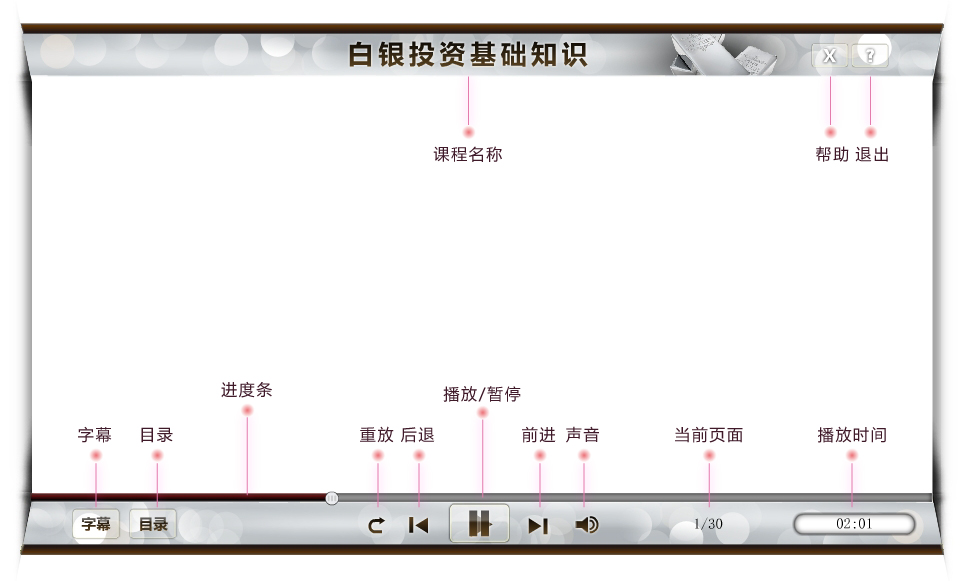 白银投资基础知识
X ?
课程名称
帮助 退出
进度条
播放/暂停
字幕 目录 重放 后退 前进 声音 当前页面 播放时间
字幕 目录 1/30 02:01